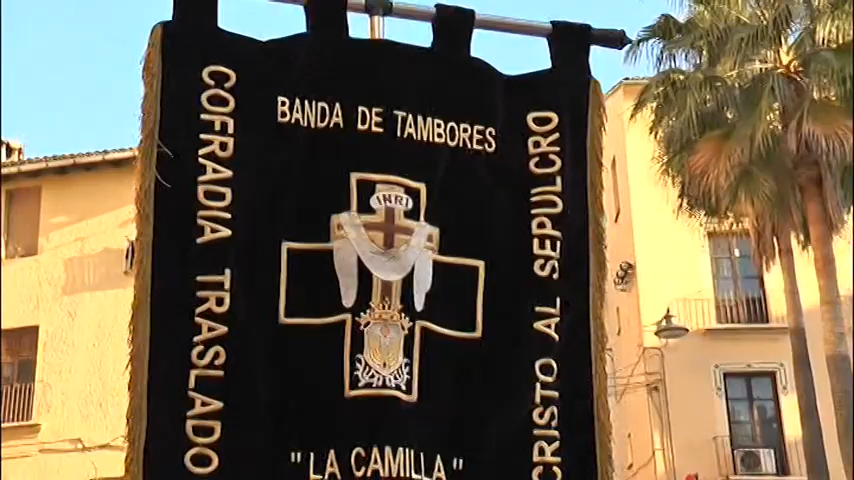 COFRADIA TRASLADO
BANDA DE TAMBORES
INRI
"LA CAMILLA"
CRISTO AL SEPULCRO